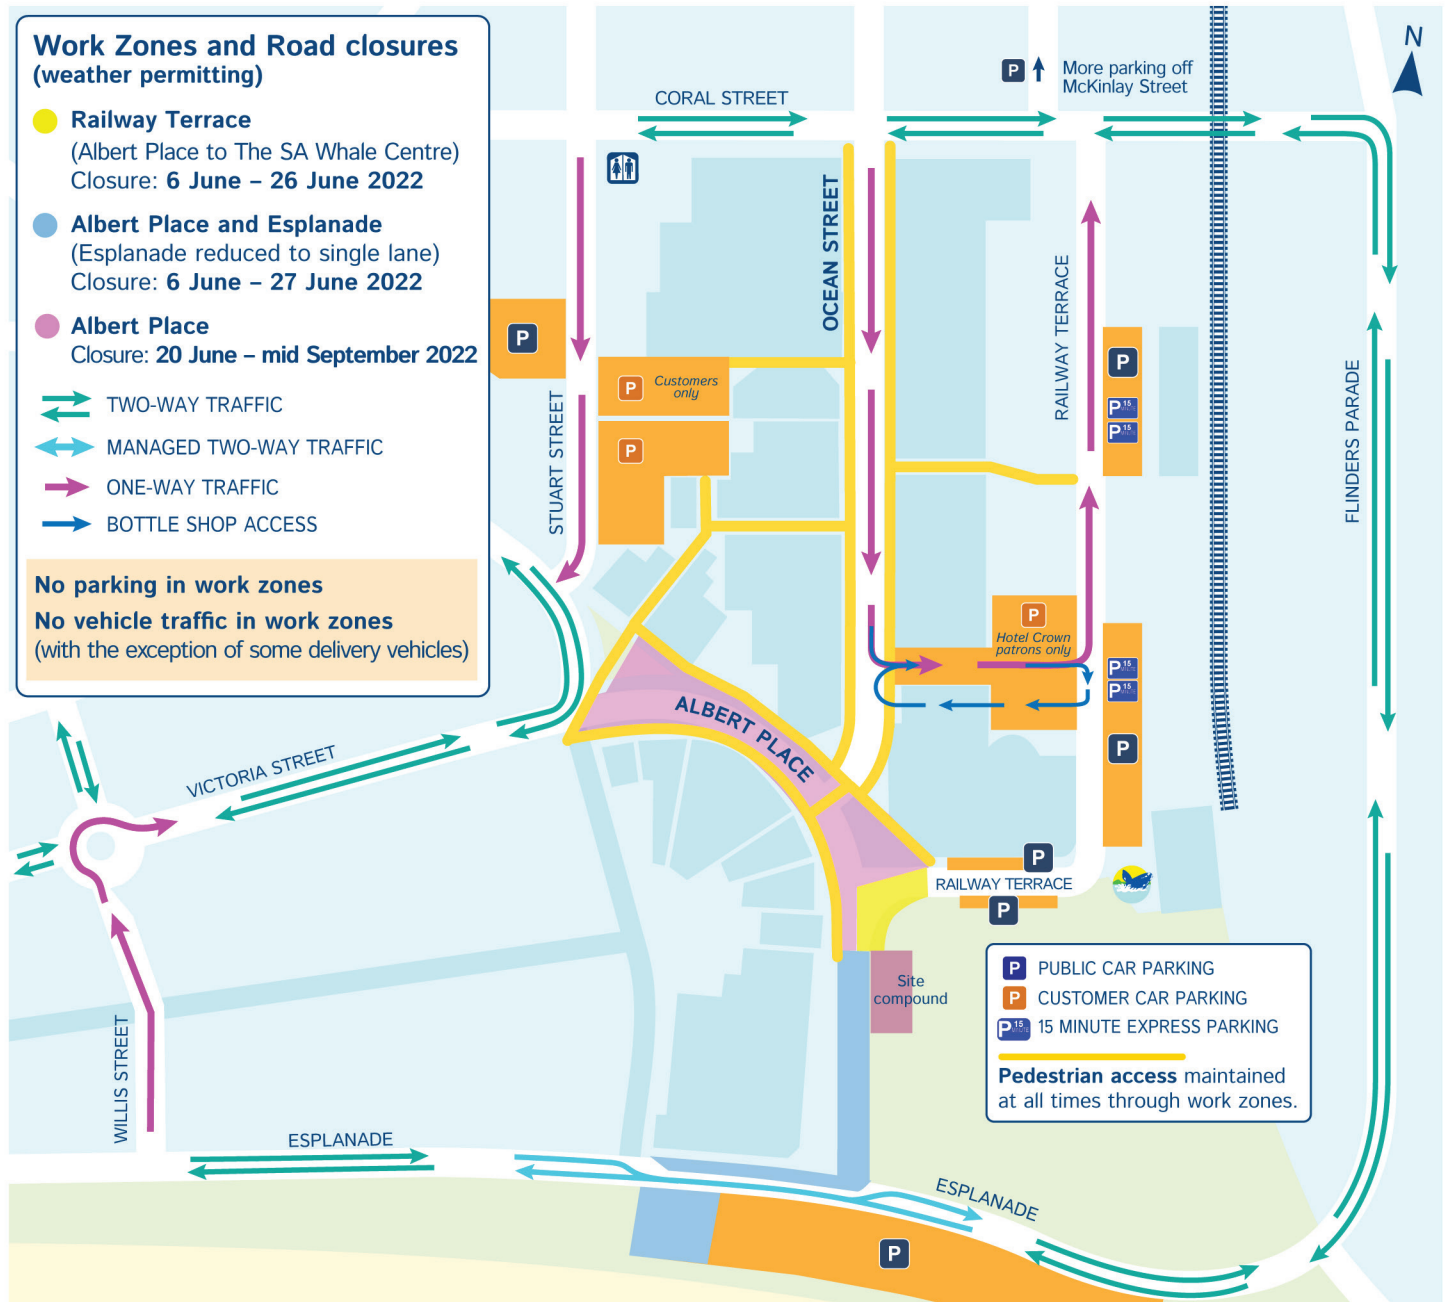 Work Zones and Road closures
(weather permitting)
Railway Terrace
(Albert Place to The SA Whale Centre)
Closure: 6 June – 26 June 2022
Albert Place and Esplanade
(Esplanade reduced to single lane)
Closure: 6 June – 27 June 2022
Albert Place
Closure: 20 June – mid September 2022
TWO-WAY TRAFFIC
MANAGED TWO-WAY TRAFFIC
ONE-WAY TRAFFIC
BOTTLE SHOP ACCESS
No parking in work zones
No vehicle traffic in work zones
(with the exception of some delivery vehicles)
N
P
More parking off
McKinlay Street
CORAL STREET
OCEAN STREET
RAILWAY TERRACE
FLINDERS PARADE
STUART STREET
P
P
Customers
only
P
P
P 15
P 15
P
Hotel Crown
patrons only
P 15
P 15
P
ALBERT PLACE
VICTORIA STREET
P
RAILWAY TERRACE
P
Site
compound
WILLIS STREET
ESPLANADE
ESPLANADE
P
P PUBLIC CAR PARKING
P CUSTOMER CAR PARKING
P 15 MINUTE 15 MINUTE EXPRESS PARKING
Pedestrian access maintained
at all times through work zones.